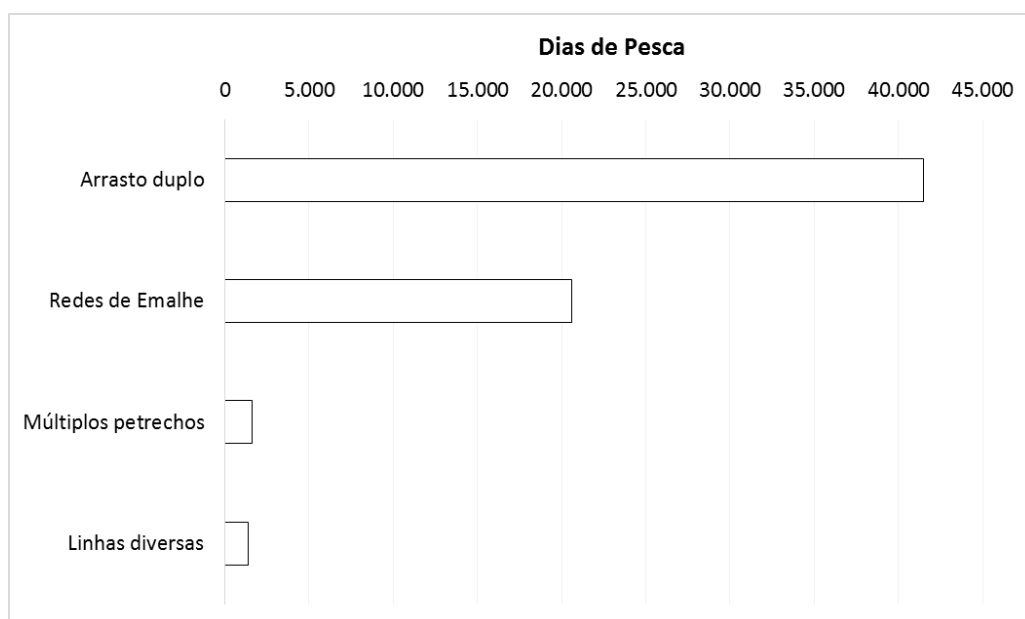 Dias de Pesca
0 5.000 10.000 15.000 20.000 25.000 30.000 35.000 40.000 45.000
Arrasto duplo
Redes de Emalhe
Múltiplos petrechos
Linhas diversas